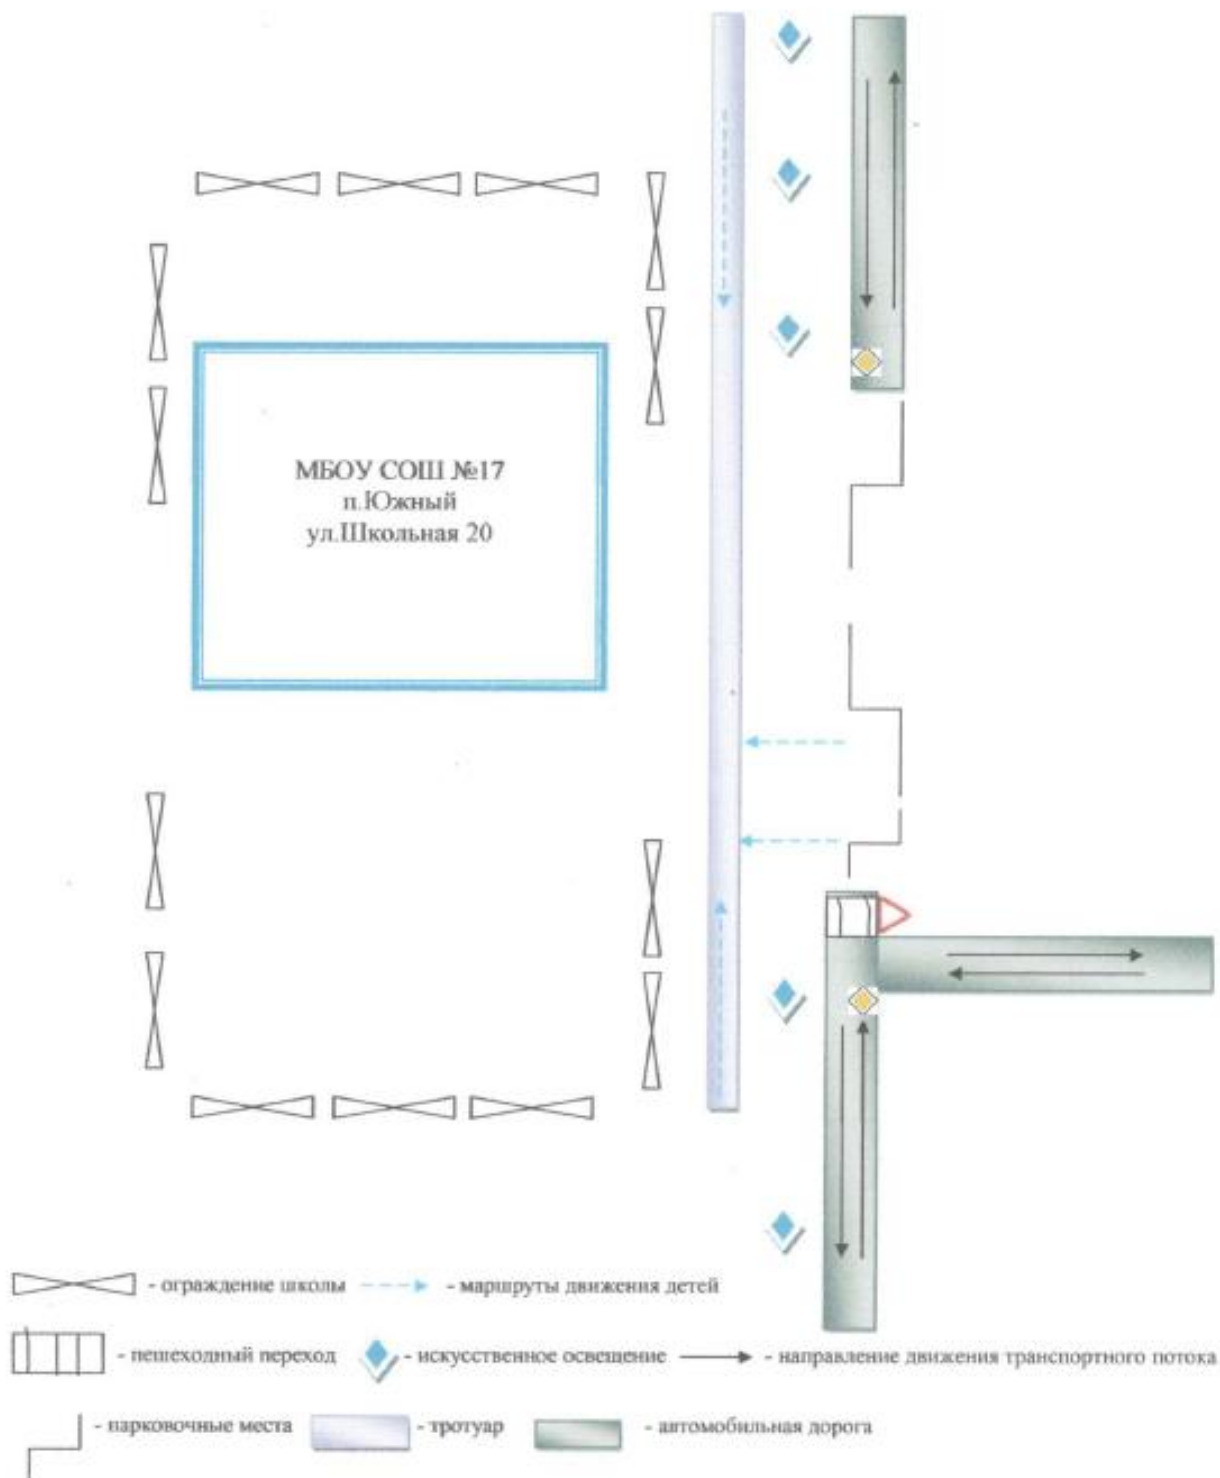 МБОУ СОШ №17
п.Южный
ул.Школьная 20
- ограждение школы
- маршруты движения детей
- пешеходный переход
- искусственное освещение
- направление движения транспортного потока
- парковочные места
- тротуар
- автомобильная дорога